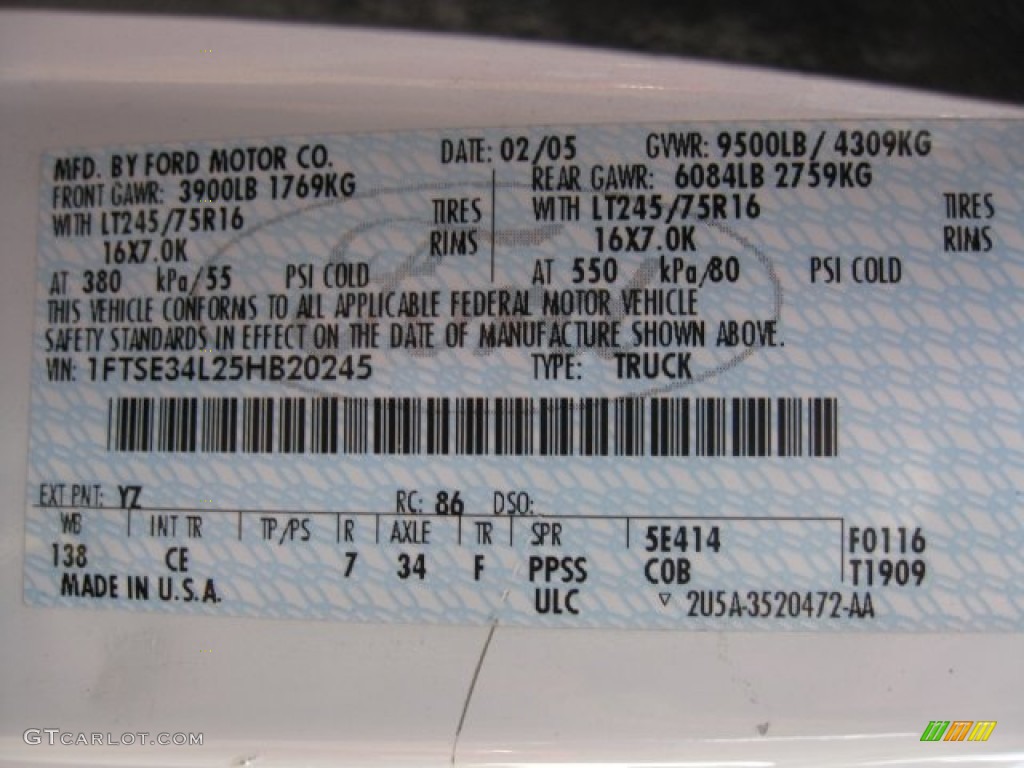 MFD. BY FORD MOTOR CO. DATE: 02/05 GVWR: 9500LB / 4309KG
FRONT GAWR: 3900LB 1769KG REAR GAWR: 6084LB 2759KG
WITH LT245/75R16 TIRES WITH LT245/75R16 TIRES
16X7.0K RIMS 16X7.0K RIMS
AT 380 kPa/55 PSI COLD AT 550 kPa/80 PSI COLD
THIS VEHICLE CONFORMS TO ALL APPLICABLE FEDERAL MOTOR VEHICLE
SAFETY STANDARDS IN EFFECT ON THE DATE OF MANUFACTURE SHOWN ABOVE.
VIN: 1FTSE34L25HB20245 TYPE: TRUCK
EXT PNT: YZ RC: 86 DSO:
WB INT TR TP/PS R AXLE TR SPR 5E414 F0116
138 CE 7 34 F PPSS C0B T1909
MADE IN U.S.A. ULC 2U5A-3520472-AA
GTCARLOT.COM